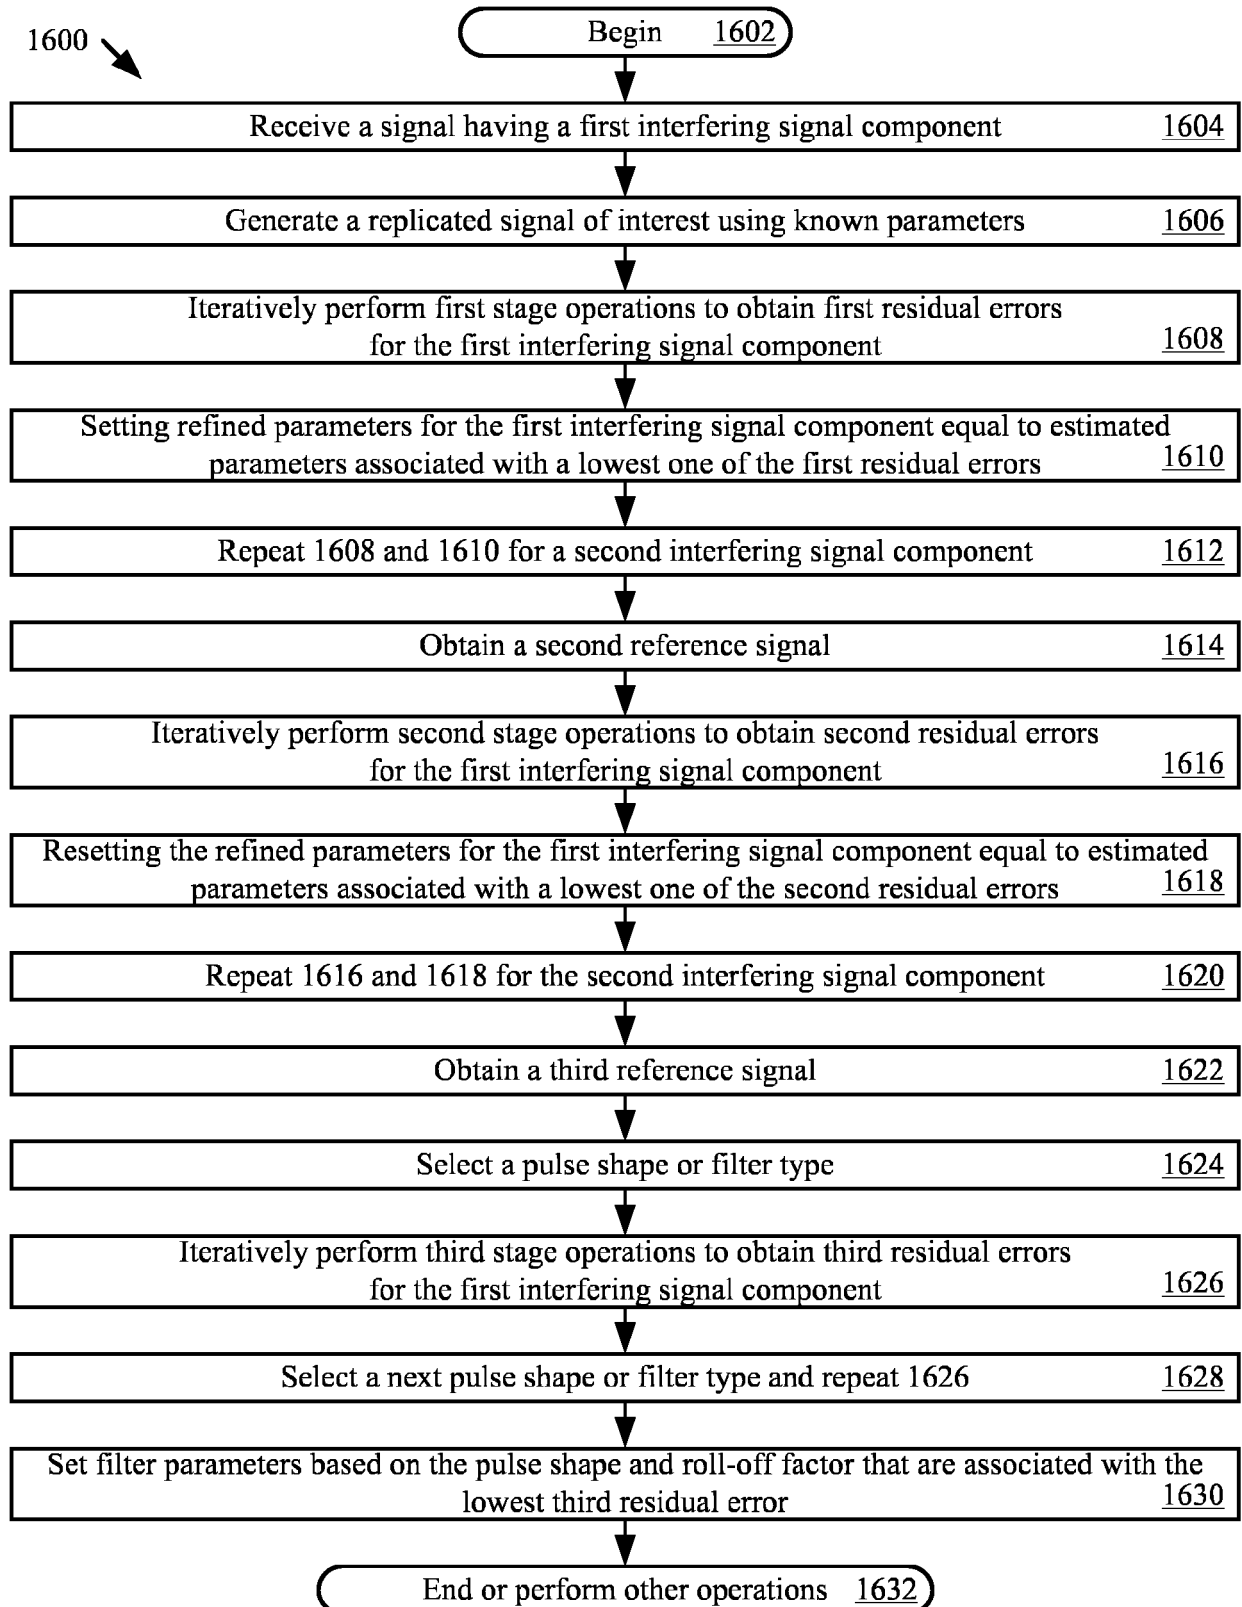 1600
Begin 1602
Receive a signal having a first interfering signal component 1604
Generate a replicated signal of interest using known parameters 1606
Iteratively perform first stage operations to obtain first residual errors
for the first interfering signal component 1608
Setting refined parameters for the first interfering signal component equal to estimated
parameters associated with a lowest one of the first residual errors 1610
Repeat 1608 and 1610 for a second interfering signal component 1612
Obtain a second reference signal 1614
Iteratively perform second stage operations to obtain second residual errors
for the first interfering signal component 1616
Resetting the refined parameters for the first interfering signal component equal to estimated
parameters associated with a lowest one of the second residual errors 1618
Repeat 1616 and 1618 for the second interfering signal component 1620
Obtain a third reference signal 1622
Select a pulse shape or filter type 1624
Iteratively perform third stage operations to obtain third residual errors
for the first interfering signal component 1626
Select a next pulse shape or filter type and repeat 1626 1628
Set filter parameters based on the pulse shape and roll-off factor that are associated with the
lowest third residual error 1630
End or perform other operations 1632